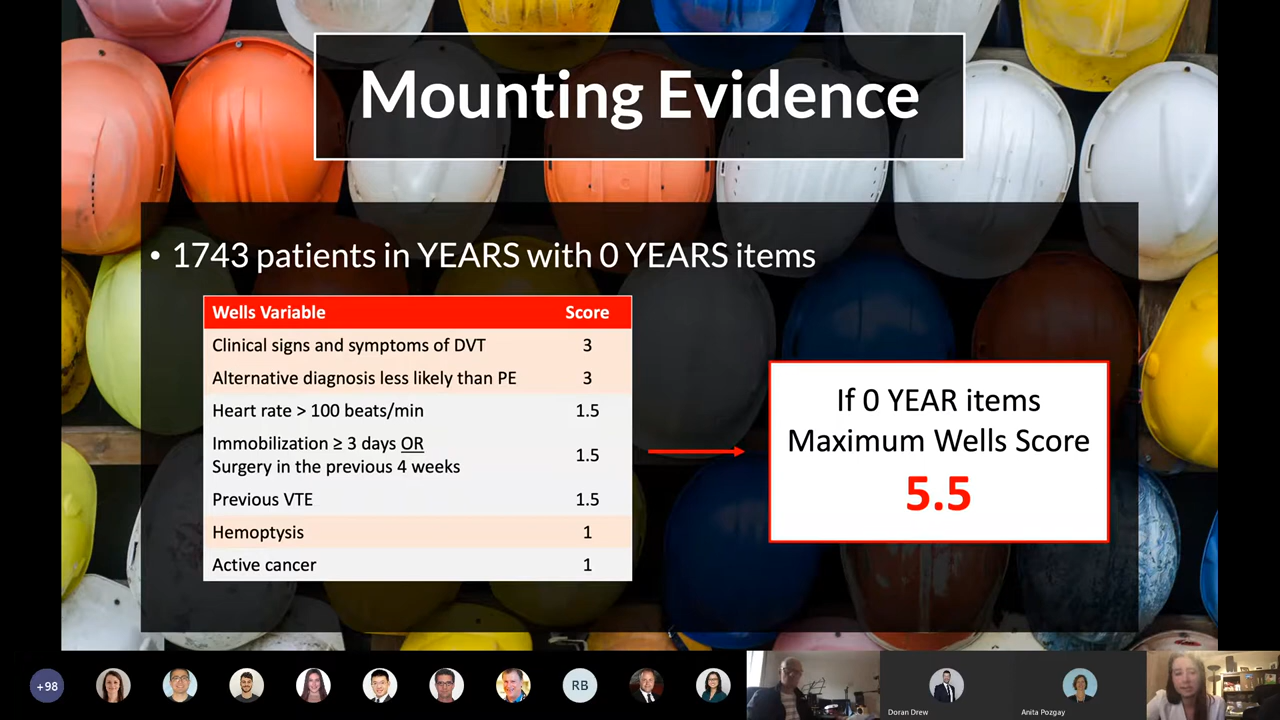 Mounting Evidence
• 1743 patients in YEARS with 0 YEARS items
Wells Variable Score
Clinical signs and symptoms of DVT 3
Alternative diagnosis less likely than PE 3
Heart rate > 100 beats/min 1.5
Immobilization ≥ 3 days OR
Surgery in the previous 4 weeks 1.5
Previous VTE 1.5
Hemoptysis 1
Active cancer 1
If 0 YEAR items
Maximum Wells Score
5.5
+98
RB
Doran Drew
Anita Pozgay